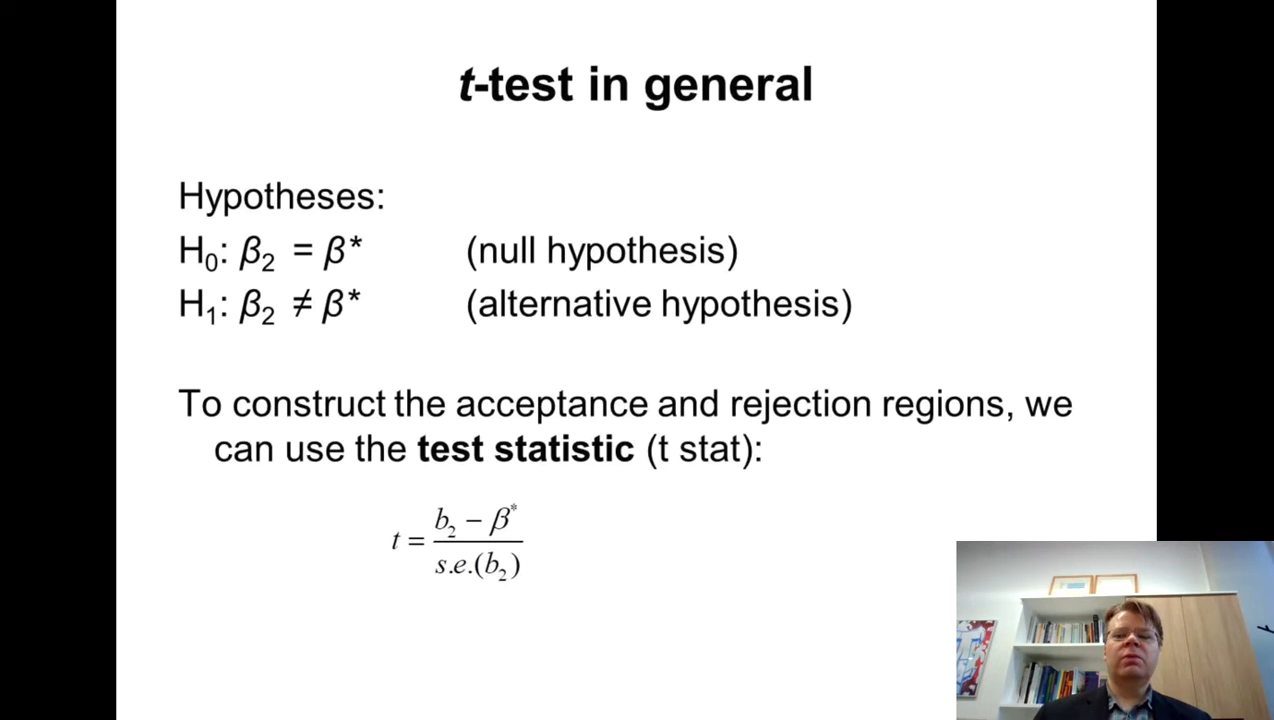 t-test in general
Hypotheses:
H₀: β₂ = β* (null hypothesis)
H₁: β₂ ≠ β* (alternative hypothesis)
To construct the acceptance and rejection regions, we
can use the test statistic (t stat):
t = (b₂ − β*) / s.e.(b₂)